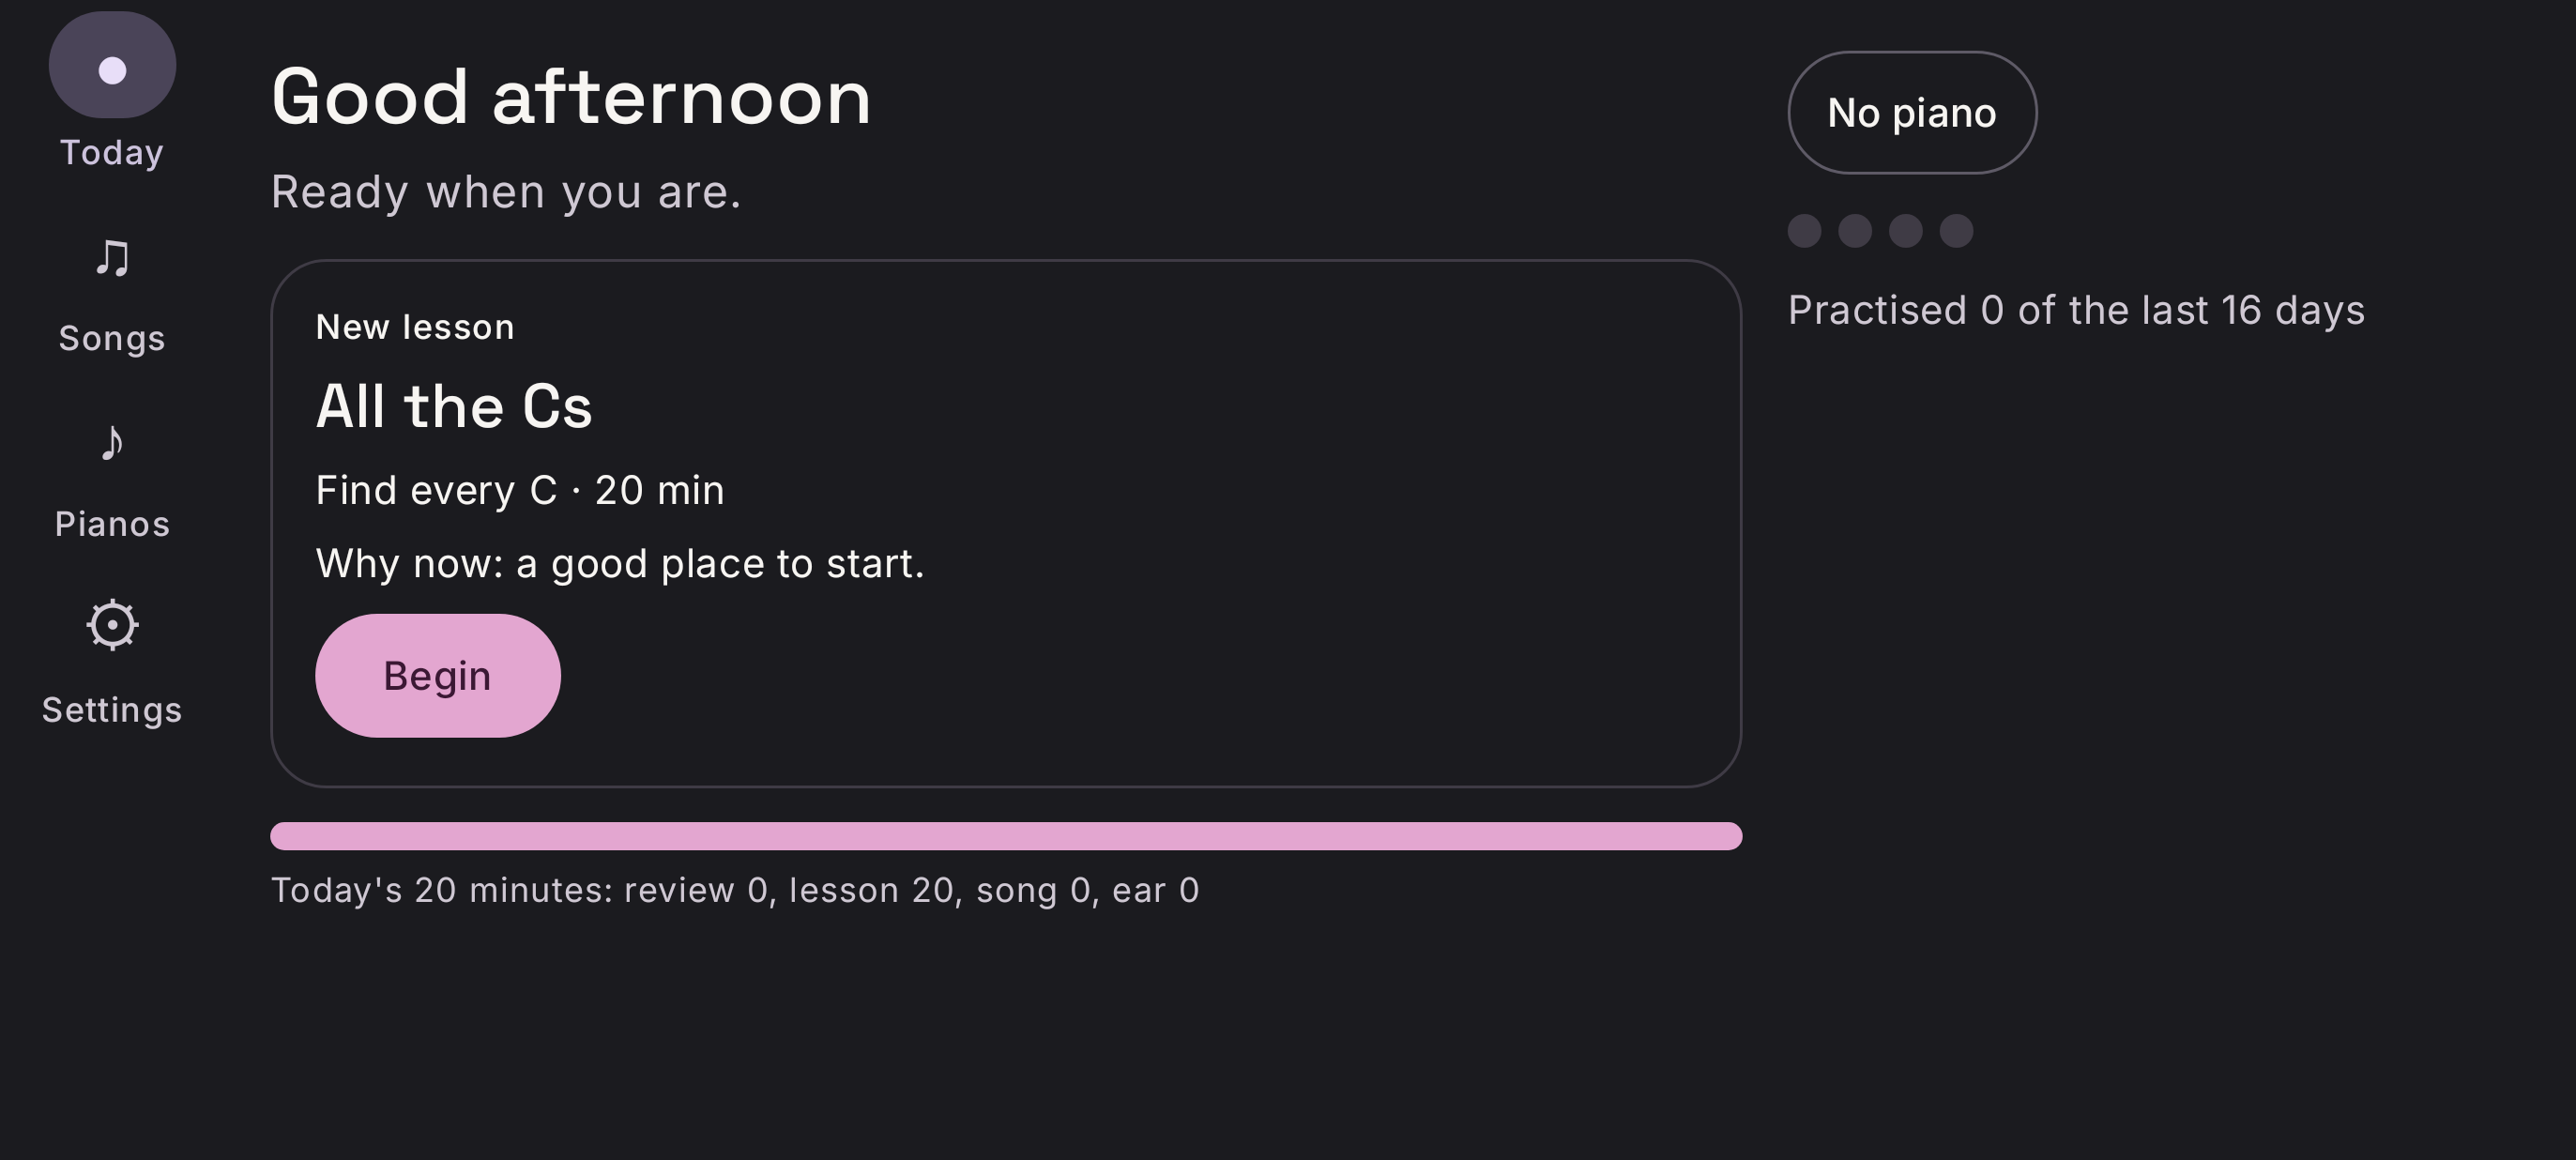 Today
Songs
Pianos
Settings
Good afternoon
Ready when you are.
New lesson
All the Cs
Find every C · 20 min
Why now: a good place to start.
Begin
Today's 20 minutes: review 0, lesson 20, song 0, ear 0
No piano
Practised 0 of the last 16 days